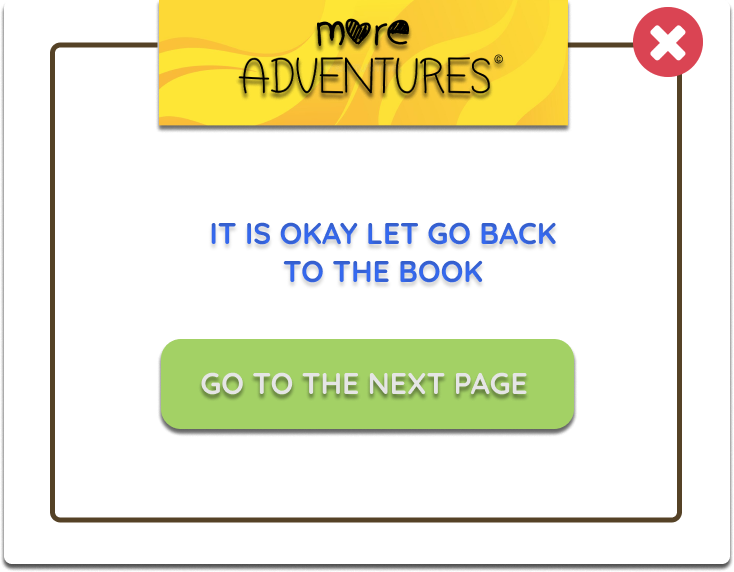 more
ADVENTURES©
IT IS OKAY LET GO BACK
TO THE BOOK
GO TO THE NEXT PAGE